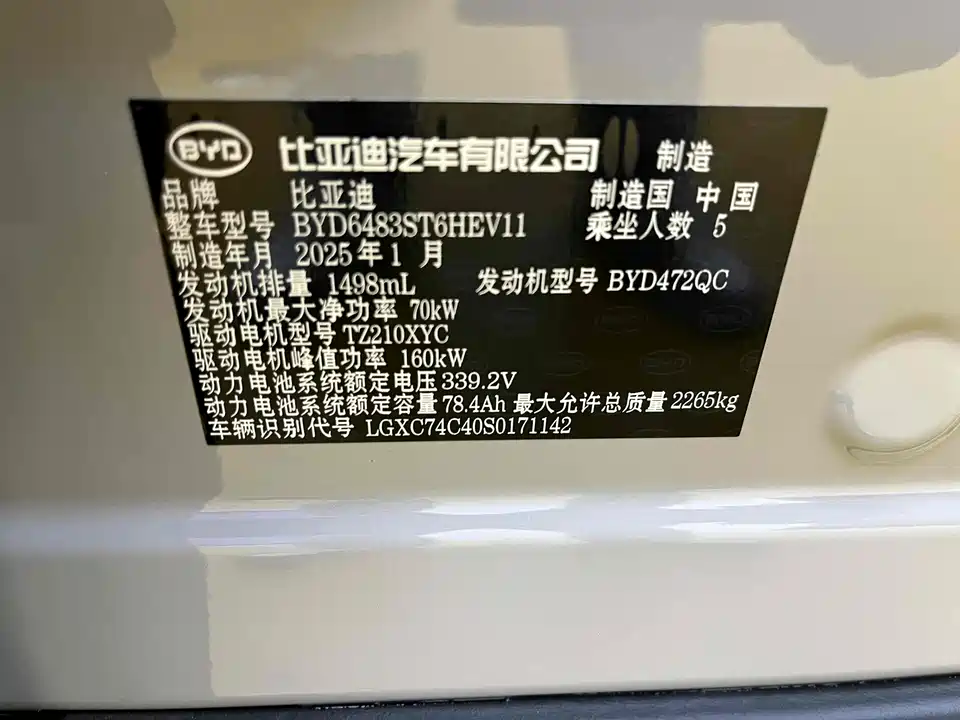 BYD 比亚迪汽车有限公司 制造
品牌 比亚迪 制造国 中国
整车型号 BYD6483ST6HEV11 乘坐人数 5
制造年月 2025年1月
发动机排量 1498mL 发动机型号 BYD472QC
发动机最大净功率 70kW
驱动电机型号 TZ210XYC
驱动电机峰值功率 160kW
动力电池系统额定电压 339.2V
动力电池系统额定容量 78.4Ah 最大允许总质量 2265kg
车辆识别代号 LGXC74C40S0171142